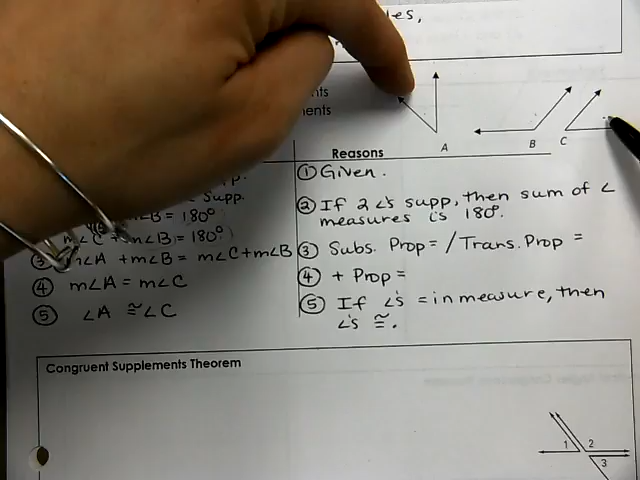 les,
nts
ments
A
B
C
Reasons
① Given.
Supp.
② If 2 ∠'s supp, then sum of ∠
measures is 180°.
m∠B = 180°
m∠C + m∠B = 180°
③ m∠A + m∠B = m∠C + m∠B
③ Subs. Prop = / Trans. Prop =
④ m∠A = m∠C
④ + Prop =
⑤ ∠A ≅ ∠C
⑤ If ∠'s = in measure, then
∠'s ≅.
Congruent Supplements Theorem
1
2
3